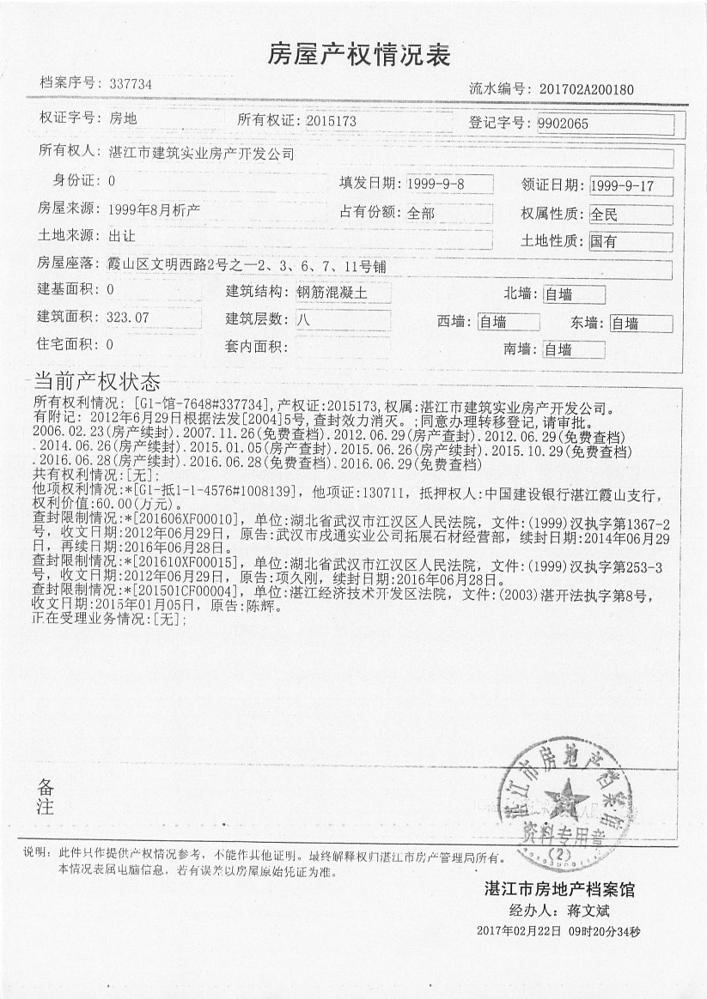 房屋产权情况表
档案序号: 337734 流水编号: 201702A200180
权证字号: 房地 所有权证: 2015173 登记字号: 9902065
所有权人: 湛江市建筑实业房产开发公司
身份证: 0 填发日期: 1999-9-8 领证日期: 1999-9-17
房屋来源: 1999年8月析产 占有份额: 全部 权属性质: 全民
土地来源: 出让 土地性质: 国有
房屋座落: 霞山区文明西路2号之一2、3、6、7、11号铺
建基面积: 0 建筑结构: 钢筋混凝土 北墙: 自墙
建筑面积: 323.07 建筑层数: 八 西墙: 自墙 东墙: 自墙
住宅面积: 0 套内面积: 南墙: 自墙
当前产权状态
所有权利情况: [G1-馆-7648#337734],产权证:2015173,权属:湛江市建筑实业房产开发公司。
有附记: 2012年6月29日根据法发[2004]5号,查封效力消灭。;同意办理转移登记,请审批。
2006.02.23(房产续封).2007.11.26(免费查档).2012.06.29(房产查封).2012.06.29(免费查档)
.2014.06.26(房产续封).2015.01.05(房产查封).2015.06.26(房产续封).2015.10.29(免费查档)
.2016.06.28(房产续封).2016.06.28(免费查档).2016.06.29(免费查档)
共有权利情况:[无];
他项权利情况:*[G1-抵1-1-4576#1008139], 他项证:130711, 抵押权人:中国建设银行湛江霞山支行,
权利价值:60.00(万元)。
查封限制情况:*[201606XF00010], 单位:湖北省武汉市江汉区人民法院, 文件:(1999)汉执字第1367-2
号, 收文日期:2012年06月29日, 原告:武汉市戌通实业公司拓展石材经营部, 续封日期:2014年06月29
日, 再续日期:2016年06月28日。
查封限制情况:*[201610XF00015], 单位:湖北省武汉市江汉区人民法院, 文件:(1999)汉执字第253-3
号, 收文日期:2012年06月29日, 原告:项久刚, 续封日期:2016年06月28日。
查封限制情况:*[201501CF00004], 单位:湛江经济技术开发区法院, 文件:(2003)湛开法执字第8号,
收文日期:2015年01月05日, 原告:陈辉。
正在受理业务情况:[无];
备
注
湛江市房地产档案馆
资料专用章
(2)
说明: 此件只作提供产权情况参考, 不能作其他证明。最终解释权归湛江市房产管理局所有。
本情况表属电脑信息, 若有误差以房屋原始凭证为准。
湛江市房地产档案馆
经办人: 蒋文斌
2017年02月22日 09时20分34秒